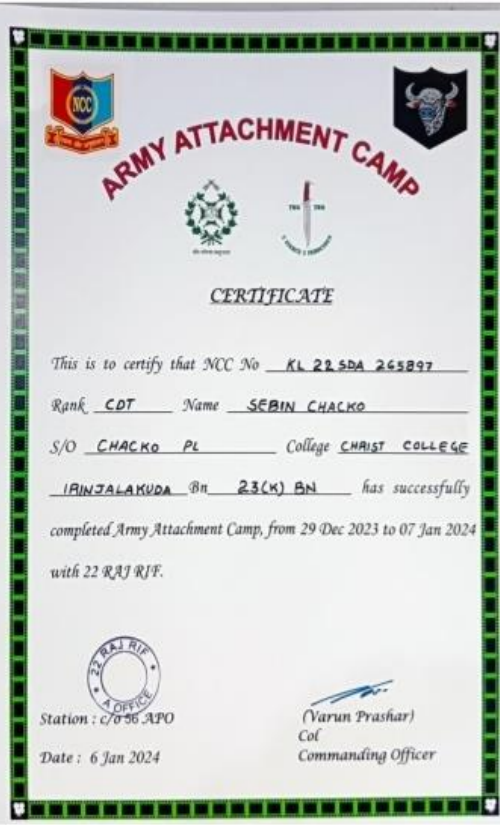 NCC
ARMY ATTACHMENT CAMP
CERTIFICATE
This is to certify that NCC No KL 22 SDA 265897
Rank CDT Name SEBIN CHACKO
S/O CHACKO PL College CHRIST COLLEGE
IRINJALAKUDA Bn 23(K) BN has successfully
completed Army Attachment Camp, from 29 Dec 2023 to 07 Jan 2024
with 22 RAJ RIF.
22 RAJ RIF
A OFFICE
Station : c/o 56 APO
(Varun Prashar)
Col
Date : 6 Jan 2024
Commanding Officer